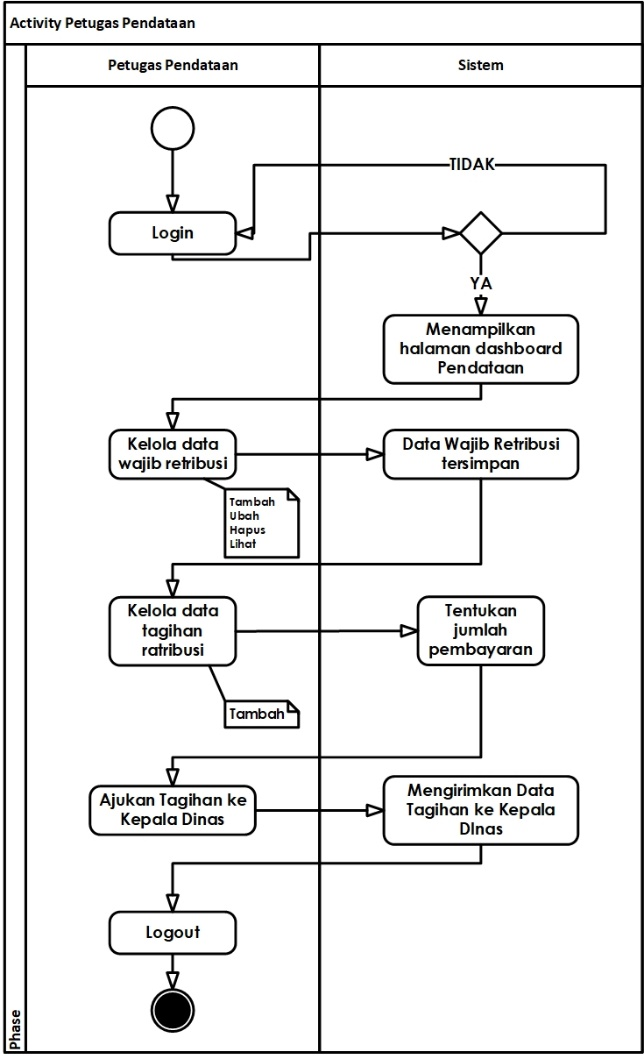 Activity Petugas Pendataan
Petugas Pendataan
Sistem
TIDAK
Login
YA
Menampilkan
halaman dashboard
Pendataan
Kelola data
wajib retribusi
Data Wajib Retribusi
tersimpan
Tambah
Ubah
Hapus
Lihat
Kelola data
tagihan
ratribusi
Tentukan
jumlah
pembayaran
Tambah
Ajukan Tagihan ke
Kepala Dinas
Mengirimkan Data
Tagihan ke Kepala
DInas
Logout
Phase